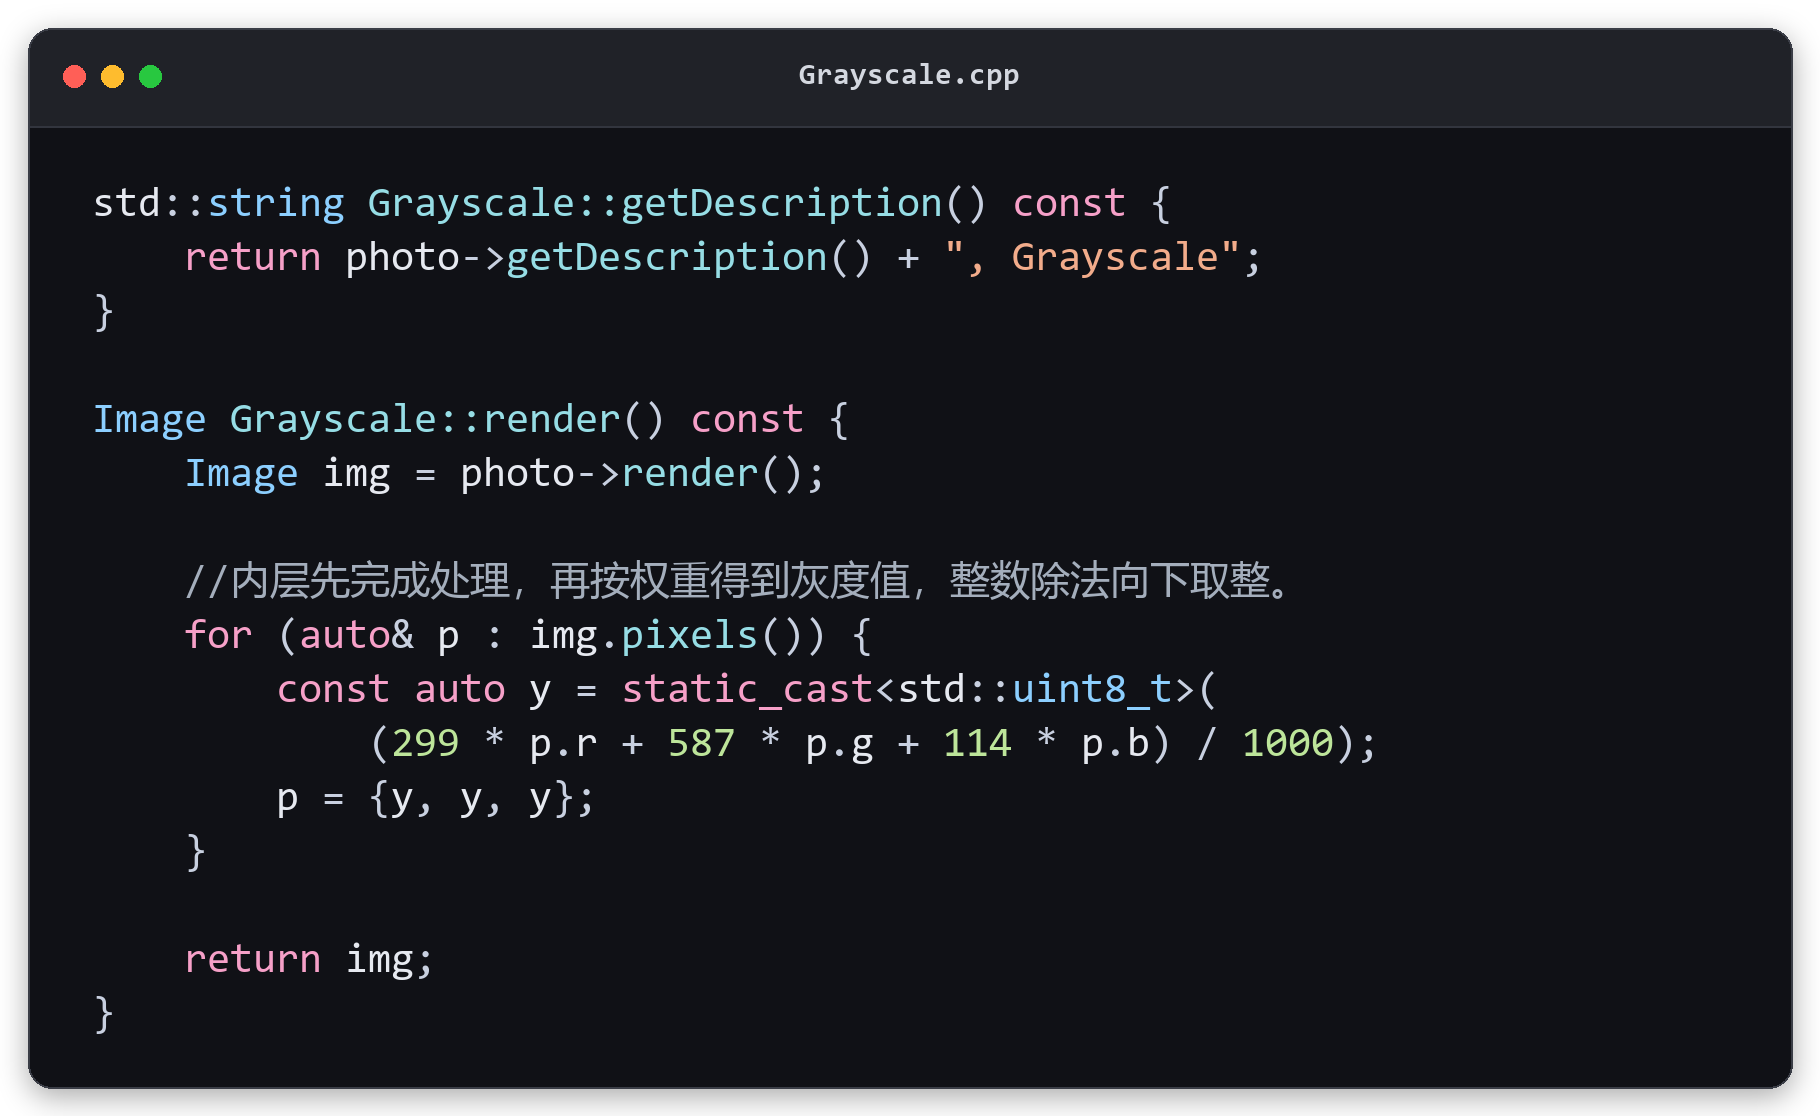 Grayscale.cpp
std::string Grayscale::getDescription() const {
    return photo->getDescription() + ", Grayscale";
}
Image Grayscale::render() const {
    Image img = photo->render();
    //内层先完成处理，再按权重得到灰度值，整数除法向下取整。
    for (auto& p : img.pixels()) {
        const auto y = static_cast<std::uint8_t>(
            (299 * p.r + 587 * p.g + 114 * p.b) / 1000);
        p = {y, y, y};
    }
    return img;
}